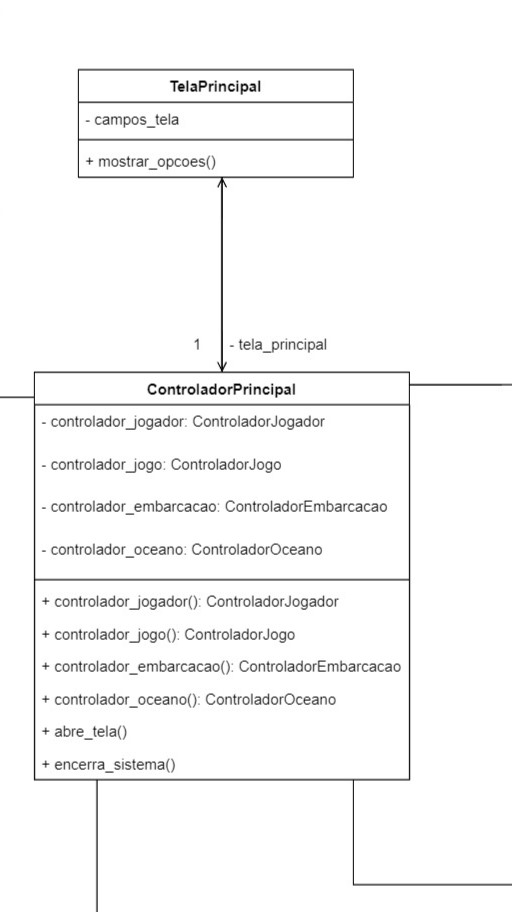 TelaPrincipal
- campos_tela
+ mostrar_opcoes()
1 - tela_principal
ControladorPrincipal
- controlador_jogador: ControladorJogador
- controlador_jogo: ControladorJogo
- controlador_embarcacao: ControladorEmbarcacao
- controlador_oceano: ControladorOceano
+ controlador_jogador(): ControladorJogador
+ controlador_jogo(): ControladorJogo
+ controlador_embarcacao(): ControladorEmbarcacao
+ controlador_oceano(): ControladorOceano
+ abre_tela()
+ encerra_sistema()